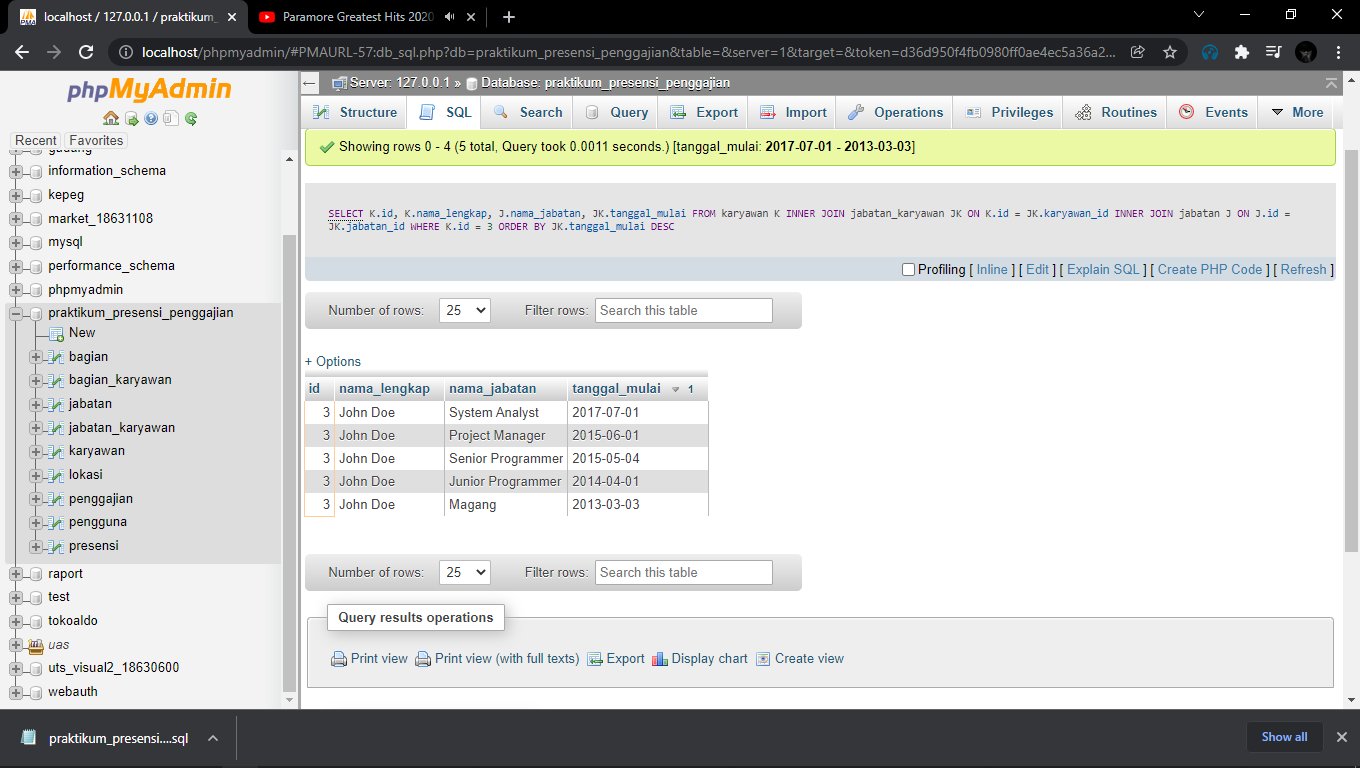 localhost / 127.0.0.1 / praktikum_
Paramore Greatest Hits 2020
localhost/phpmyadmin/#PMAURL-57:db_sql.php?db=praktikum_presensi_penggajian&table=&server=1&target=&token=d36d950f4fb0980ff0ae4ec5a36a2...
phpMyAdmin
Recent Favorites
gudang
information_schema
kepeg
market_18631108
mysql
performance_schema
phpmyadmin
praktikum_presensi_penggajian
New
bagian
bagian_karyawan
jabatan
jabatan_karyawan
karyawan
lokasi
penggajian
pengguna
presensi
raport
test
tokoaldo
uas
uts_visual2_18630600
webauth
Server: 127.0.0.1 » Database: praktikum_presensi_penggajian
Structure SQL Search Query Export Import Operations Privileges Routines Events More
Showing rows 0 - 4 (5 total, Query took 0.0011 seconds.) [tanggal_mulai: 2017-07-01 - 2013-03-03]
SELECT K.id, K.nama_lengkap, J.nama_jabatan, JK.tanggal_mulai FROM karyawan K INNER JOIN jabatan_karyawan JK ON K.id = JK.karyawan_id INNER JOIN jabatan J ON J.id =
JK.jabatan_id WHERE K.id = 3 ORDER BY JK.tanggal_mulai DESC
Profiling [ Inline ] [ Edit ] [ Explain SQL ] [ Create PHP Code ] [ Refresh ]
Number of rows: 25 Filter rows: Search this table
+ Options
id nama_lengkap nama_jabatan tanggal_mulai 1
3 John Doe System Analyst 2017-07-01
3 John Doe Project Manager 2015-06-01
3 John Doe Senior Programmer 2015-05-04
3 John Doe Junior Programmer 2014-04-01
3 John Doe Magang 2013-03-03
Number of rows: 25 Filter rows: Search this table
Query results operations
Print view Print view (with full texts) Export Display chart Create view
praktikum_presensi....sql
Show all